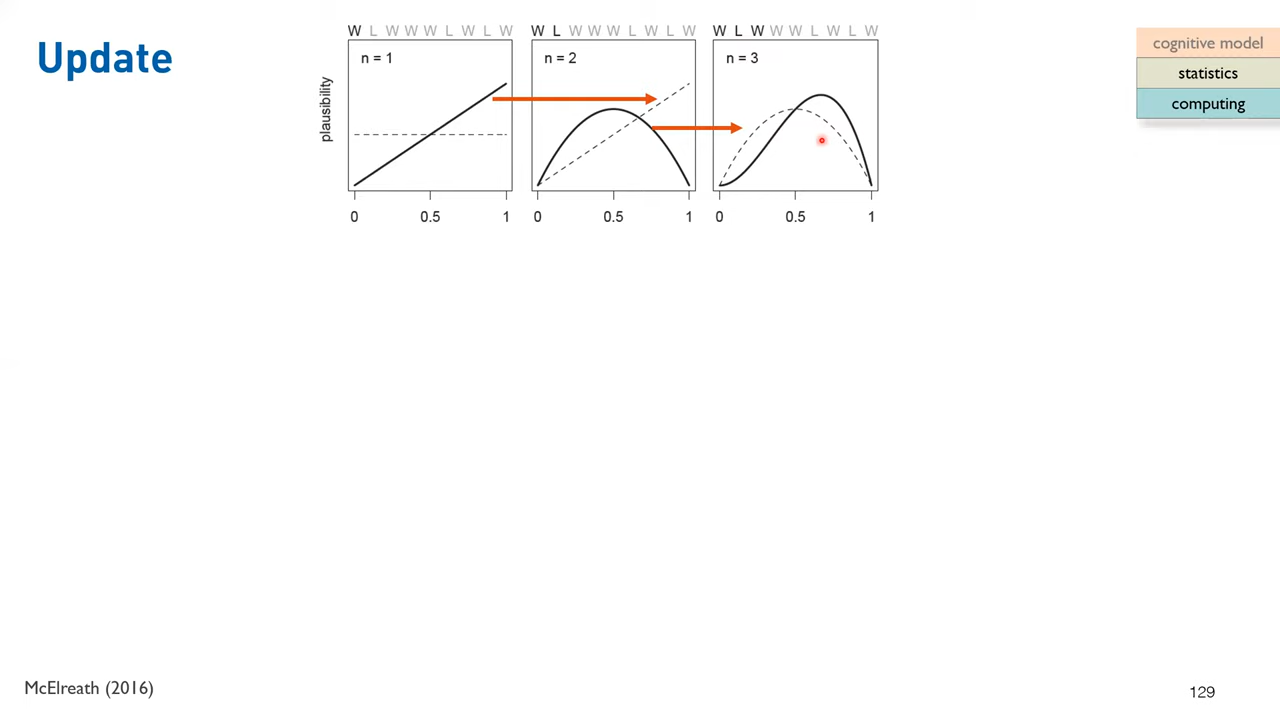 Update
W L W W W L W L W
W L W W W L W L W
W L W W W L W L W
n = 1
n = 2
n = 3
plausibility
0 0.5 1
0 0.5 1
0 0.5 1
cognitive model
statistics
computing
McElreath (2016)
129